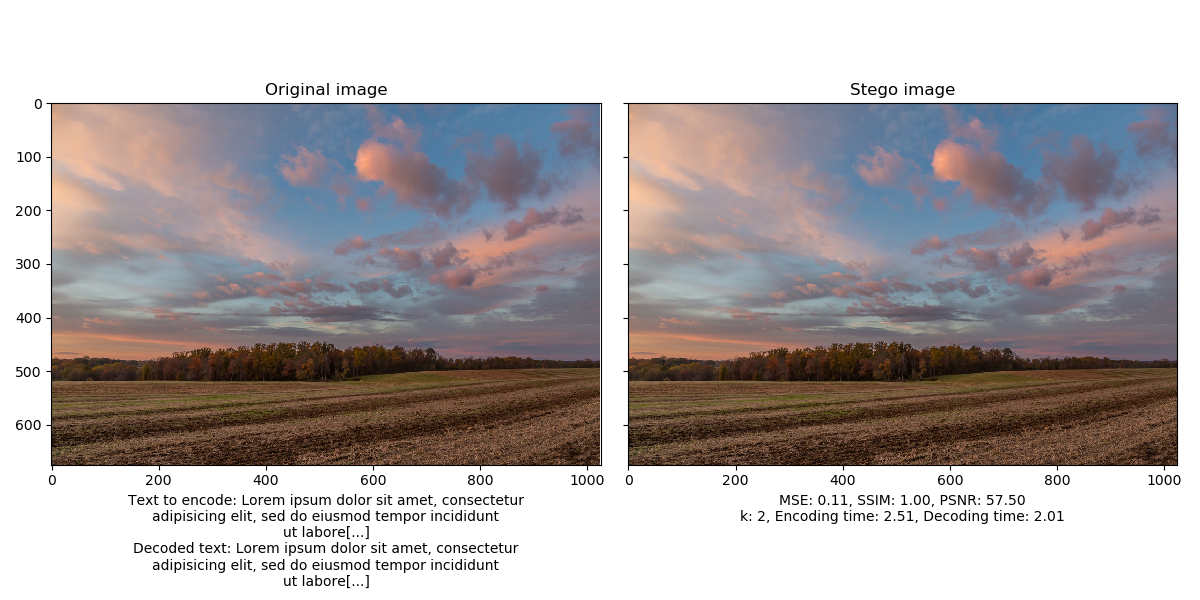 Original image
Stego image
0
100
200
300
400
500
600
0 200 400 600 800 1000
0 200 400 600 800 1000
Text to encode: Lorem ipsum dolor sit amet, consectetur
adipisicing elit, sed do eiusmod tempor incididunt
ut labore[...]
Decoded text: Lorem ipsum dolor sit amet, consectetur
adipisicing elit, sed do eiusmod tempor incididunt
ut labore[...]
MSE: 0.11, SSIM: 1.00, PSNR: 57.50
k: 2, Encoding time: 2.51, Decoding time: 2.01